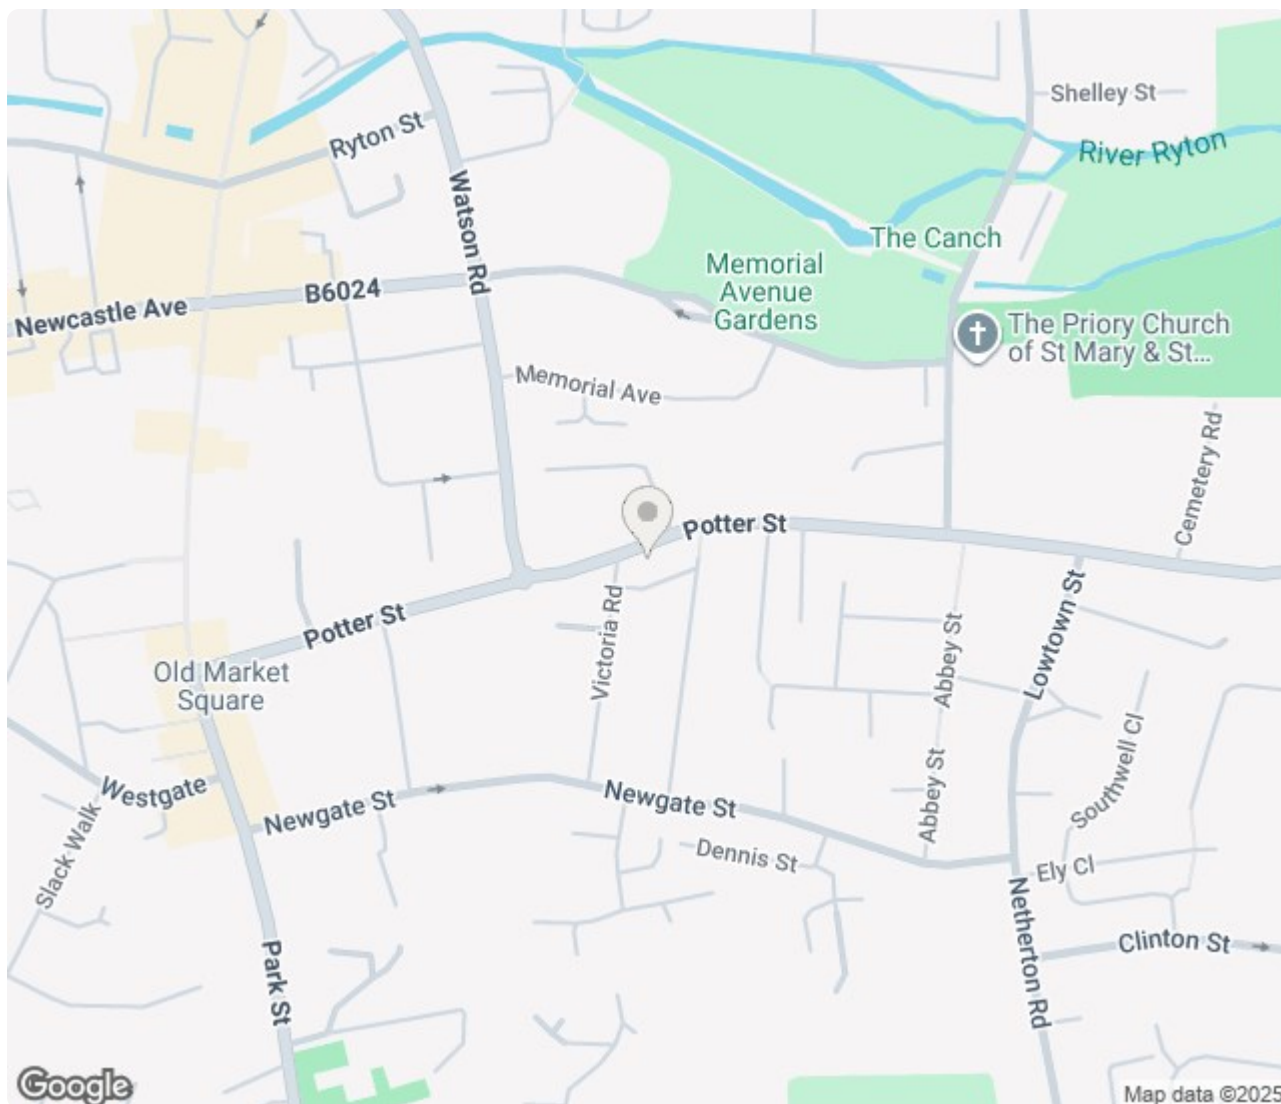 Shelley St
Ryton St
River Ryton
Watson Rd
The Canch
Memorial
Avenue
Gardens
B6024
Newcastle Ave
The Priory Church
of St Mary & St...
Memorial Ave
Cemetery Rd
Potter St
Potter St
Victoria Rd
Lowtown St
Abbey St
Old Market
Square
Southwell Cl
Westgate
Newgate St
Newgate St
Abbey St
Slack Walk
Dennis St
Ely Cl
Netherton Rd
Clinton St
Park St
Google
Map data ©2025